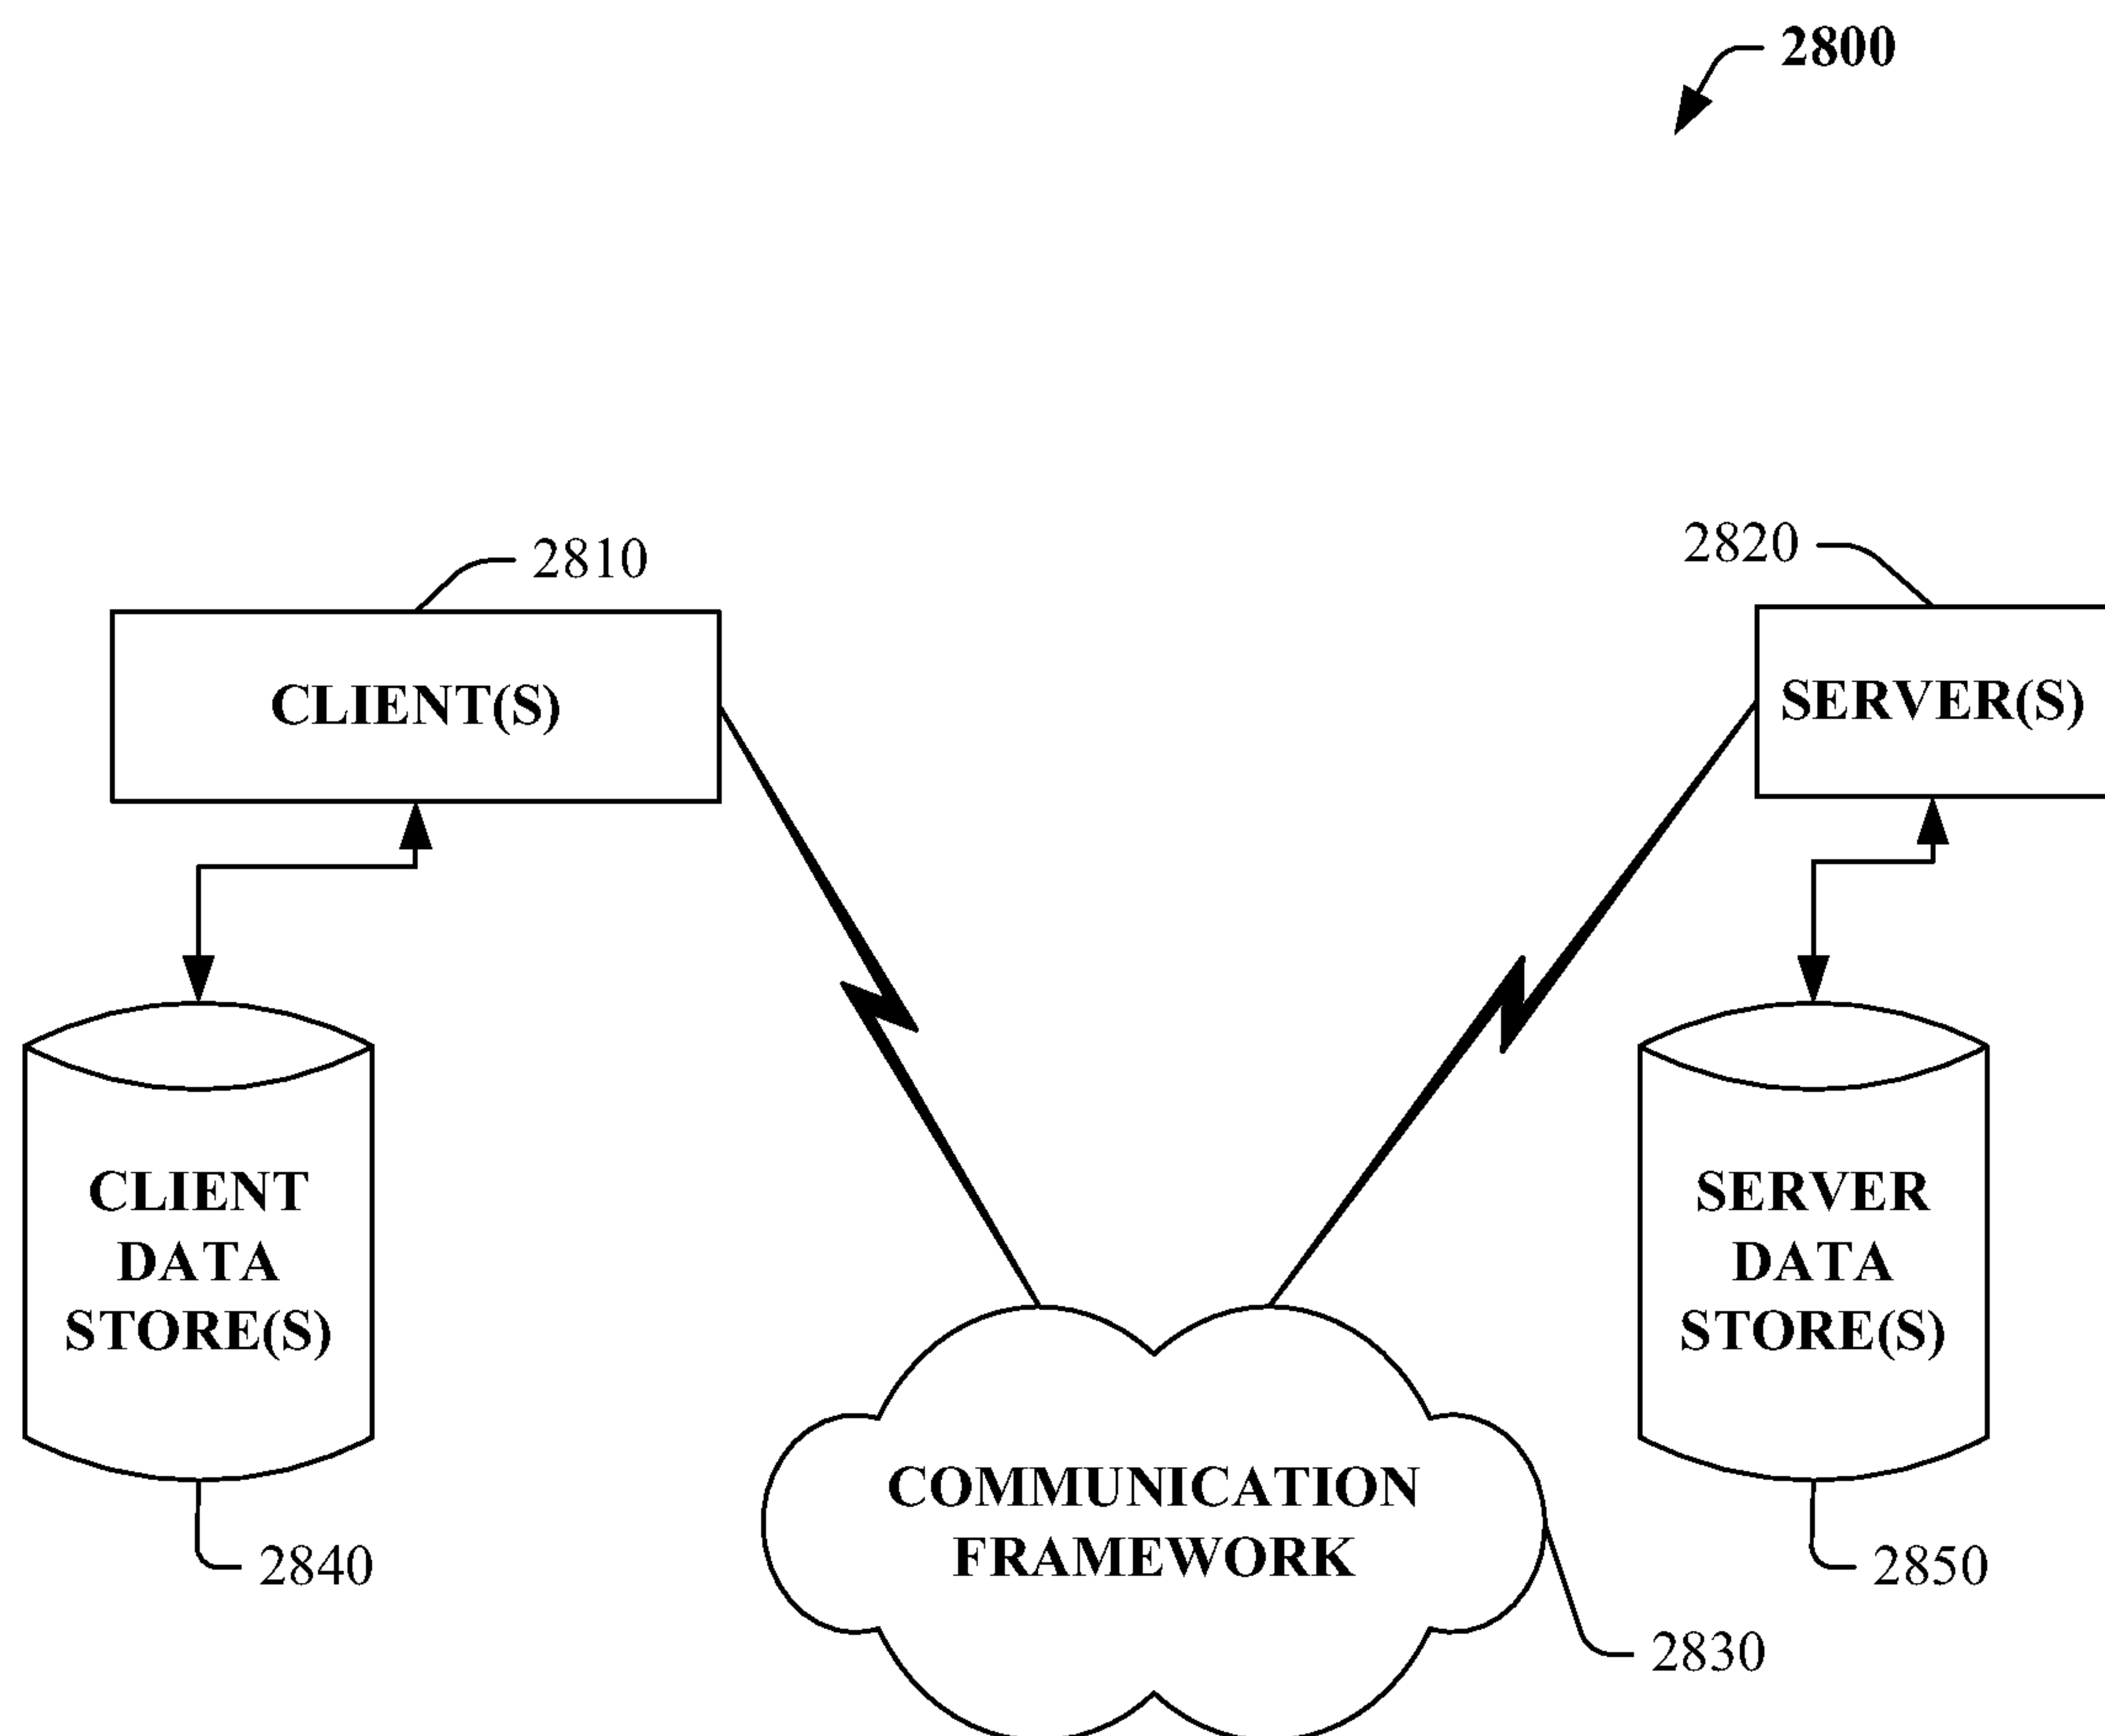 2800
2810
2820
CLIENT(S)
SERVER(S)
CLIENT
DATA
STORE(S)
SERVER
DATA
STORE(S)
COMMUNICATION
FRAMEWORK
2840
2850
2830